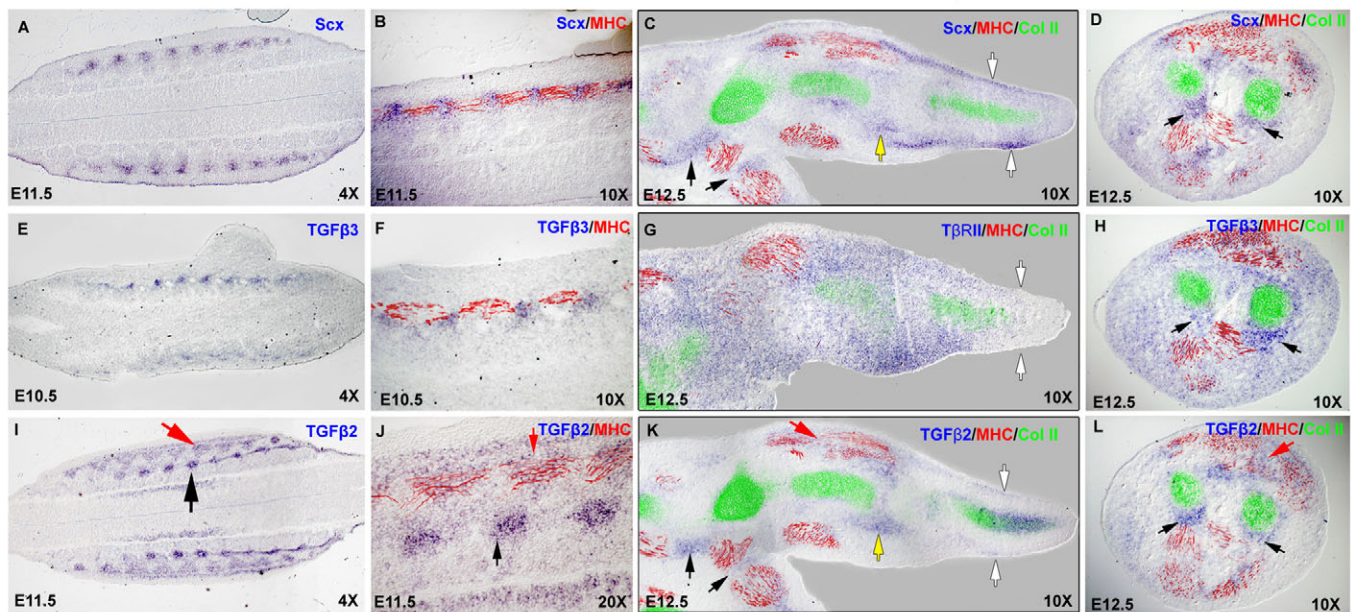 A Scx E11.5 4X
B Scx/MHC E11.5 10X
C Scx/MHC/Col II E12.5 10X
D Scx/MHC/Col II E12.5 10X
E TGFβ3 E10.5 4X
F TGFβ3/MHC E10.5 10X
G TβRII/MHC/Col II E12.5 10X
H TGFβ3/MHC/Col II E12.5 10X
I TGFβ2 E11.5 4X
J TGFβ2/MHC E11.5 20X
K TGFβ2/MHC/Col II E12.5 10X
L TGFβ2/MHC/Col II E12.5 10X